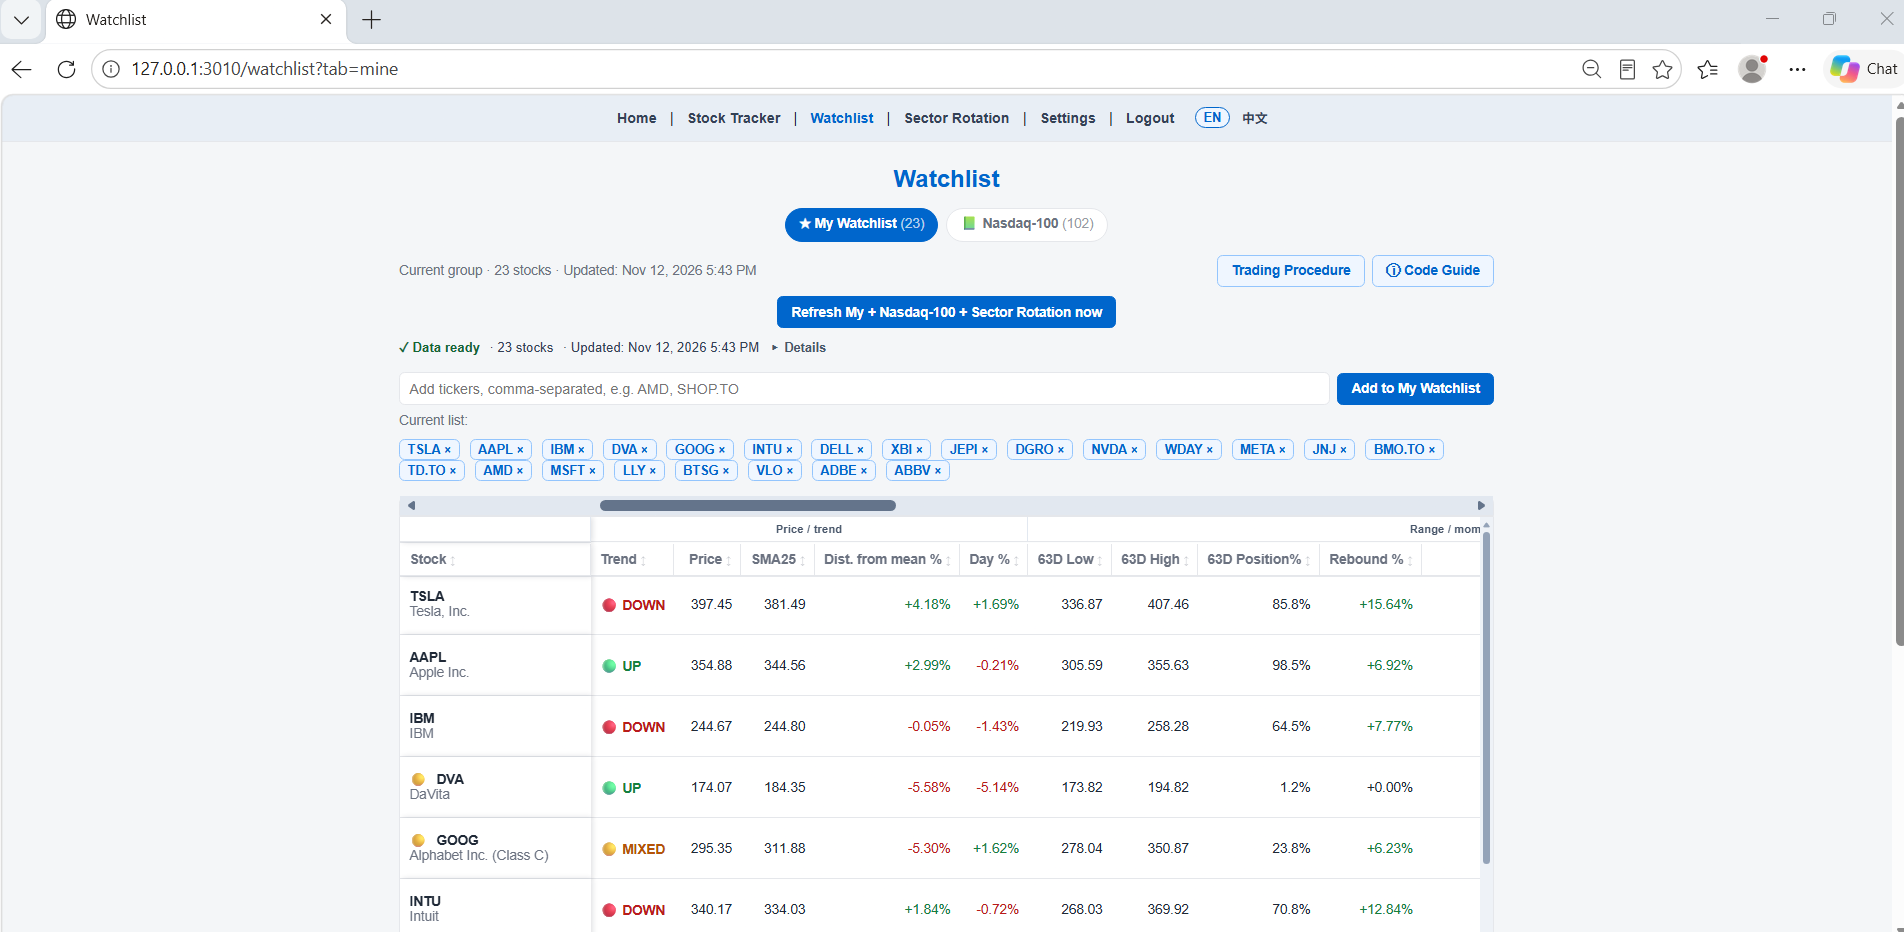 Watchlist
127.0.0.1:3010/watchlist?tab=mine
Chat
Home | Stock Tracker | Watchlist | Sector Rotation | Settings | Logout EN 中文
Watchlist
★ My Watchlist (23) Nasdaq-100 (102)
Current group · 23 stocks · Updated: Nov 12, 2026 5:43 PM
Trading Procedure ⓘ Code Guide
Refresh My + Nasdaq-100 + Sector Rotation now
✓ Data ready · 23 stocks · Updated: Nov 12, 2026 5:43 PM ▸ Details
Add tickers, comma-separated, e.g. AMD, SHOP.TO Add to My Watchlist
Current list:
TSLA × AAPL × IBM × DVA × GOOG × INTU × DELL × XBI × JEPI × DGRO × NVDA × WDAY × META × JNJ × BMO.TO ×
TD.TO × AMD × MSFT × LLY × BTSG × VLO × ADBE × ABBV ×
Price / trend Range / mom
Stock Trend Price SMA25 Dist. from mean % Day % 63D Low 63D High 63D Position% Rebound %
TSLA
Tesla, Inc.
DOWN 397.45 381.49 +4.18% +1.69% 336.87 407.46 85.8% +15.64%
AAPL
Apple Inc.
UP 354.88 344.56 +2.99% -0.21% 305.59 355.63 98.5% +6.92%
IBM
IBM
DOWN 244.67 244.80 -0.05% -1.43% 219.93 258.28 64.5% +7.77%
DVA
DaVita
UP 174.07 184.35 -5.58% -5.14% 173.82 194.82 1.2% +0.00%
GOOG
Alphabet Inc. (Class C)
MIXED 295.35 311.88 -5.30% +1.62% 278.04 350.87 23.8% +6.23%
INTU
Intuit
DOWN 340.17 334.03 +1.84% -0.72% 268.03 369.92 70.8% +12.84%